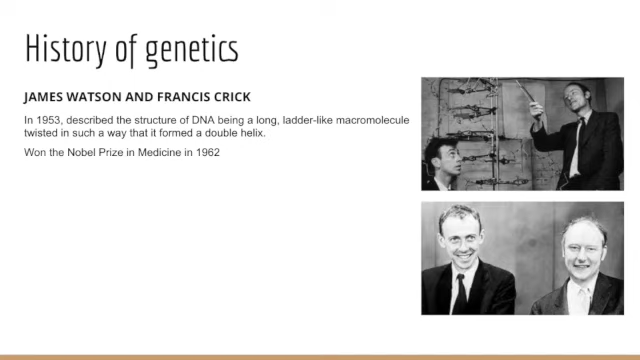 History of genetics
JAMES WATSON AND FRANCIS CRICK
In 1953, described the structure of DNA being a long, ladder-like macromolecule
twisted in such a way that it formed a double helix.
Won the Nobel Prize in Medicine in 1962